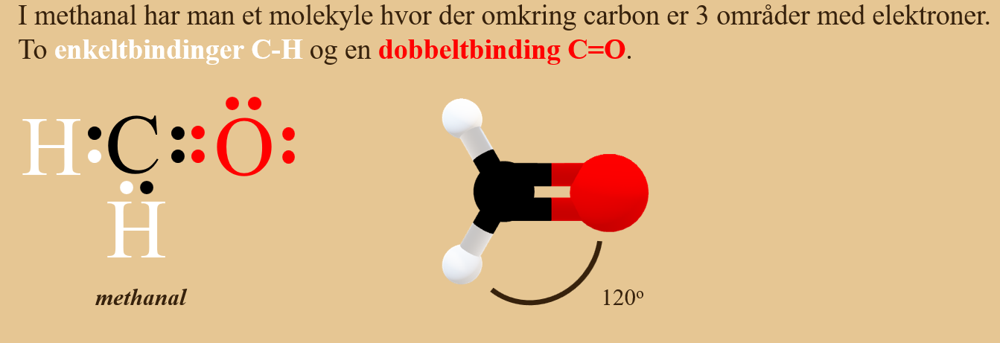 I methanal har man et molekyle hvor der omkring carbon er 3 områder med elektroner.
To enkeltbindinger C-H og en dobbeltbinding C=O.
H:C::O:
H
methanal
120º